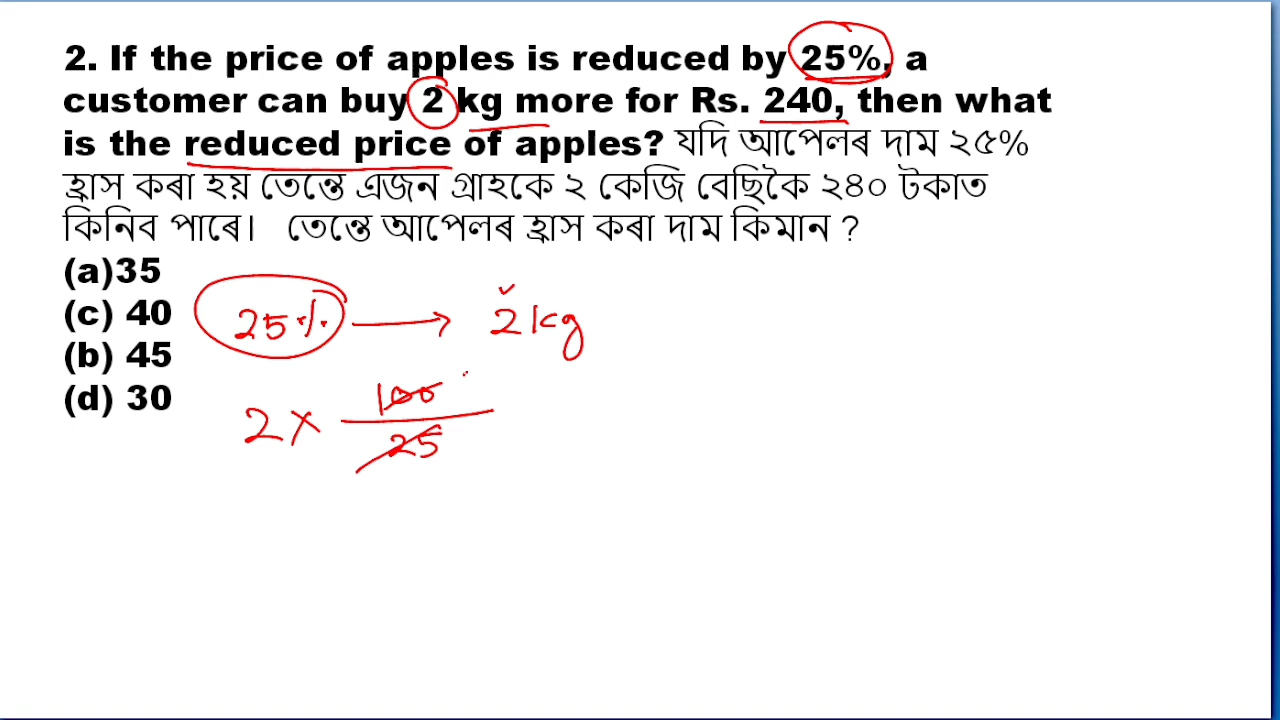 2. If the price of apples is reduced by 25%, a
customer can buy 2 kg more for Rs. 240, then what
is the reduced price of apples? যদি আপেলৰ দাম ২৫%
হ্ৰাস কৰা হয় তেন্তে এজন গ্ৰাহকে ২ কেজি বেছিকৈ ২৪০ টকাত
কিনিব পাৰে। তেন্তে আপেলৰ হ্ৰাস কৰা দাম কিমান ?
(a)35
(c) 40
(b) 45
(d) 30
25% → 2kg
2 × 100
25